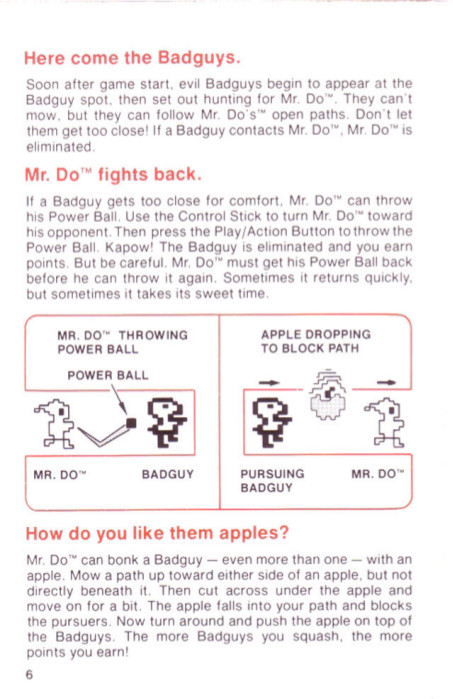 Here come the Badguys.
Soon after game start, evil Badguys begin to appear at the
Badguy spot, then set out hunting for Mr. Do™. They can't
mow, but they can follow Mr. Do's™ open paths. Don't let
them get too close! If a Badguy contacts Mr. Do™, Mr. Do™ is
eliminated.
Mr. Do™ fights back.
If a Badguy gets too close for comfort, Mr. Do™ can throw
his Power Ball. Use the Control Stick to turn Mr. Do™ toward
his opponent. Then press the Play/Action Button to throw the
Power Ball. Kapow! The Badguy is eliminated and you earn
points. But be careful. Mr. Do™ must get his Power Ball back
before he can throw it again. Sometimes it returns quickly,
but sometimes it takes its sweet time.
MR. DO™ THROWING
POWER BALL
POWER BALL
MR. DO™ BADGUY
APPLE DROPPING
TO BLOCK PATH
PURSUING MR. DO™
BADGUY
How do you like them apples?
Mr. Do™ can bonk a Badguy — even more than one — with an
apple. Mow a path up toward either side of an apple, but not
directly beneath it. Then cut across under the apple and
move on for a bit. The apple falls into your path and blocks
the pursuers. Now turn around and push the apple on top of
the Badguys. The more Badguys you squash, the more
points you earn!
6